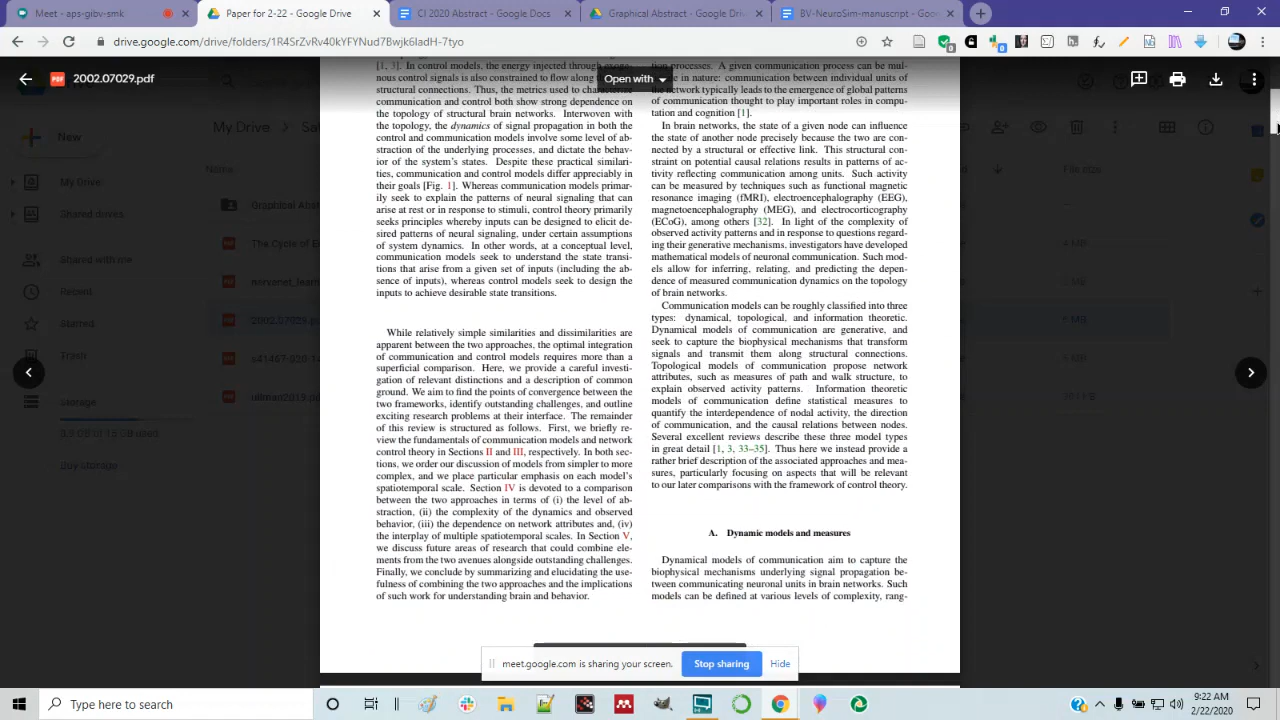 Apps - Google Drive
Paper for 2-22 - Google Drive
CI 2020 Abstract - Google Docs
Graphical Abstract - Google Drive
BV-NeuroSim-manuscript - Google
drive.google.com/drive/folders/1R4SrZvRv40kYFYNud7Bwjk6IadH-7tyo
PDF 2002.07029.pdf
Open with
New
My Drive
Shared drives
Shared with me
Recent
Starred
Trash
Storage
Buy storage
My Drive
Name
File size
Graphical Abs
The Cycle of E
2002.07029.p
[1, 3]. In control models, the energy injected through exoge-
nous control signals is also constrained to flow along
structural connections. Thus, the metrics used to characterize
communication and control both show strong dependence on
the topology of structural brain networks. Interwoven with
the topology, the dynamics of signal propagation in both the
control and communication models involve some level of ab-
straction of the underlying processes, and dictate the behav-
ior of the system's states. Despite these practical similari-
ties, communication and control models differ appreciably in
their goals [Fig. 1]. Whereas communication models primar-
ily seek to explain the patterns of neural signaling that can
arise at rest or in response to stimuli, control theory primarily
seeks principles whereby inputs can be designed to elicit de-
sired patterns of neural signaling, under certain assumptions
of system dynamics. In other words, at a conceptual level,
communication models seek to understand the state transi-
tions that arise from a given set of inputs (including the ab-
sence of inputs), whereas control models seek to design the
inputs to achieve desirable state transitions.
While relatively simple similarities and dissimilarities are
apparent between the two approaches, the optimal integration
of communication and control models requires more than a
superficial comparison. Here, we provide a careful investi-
gation of relevant distinctions and a description of common
ground. We aim to find the points of convergence between the
two frameworks, identify outstanding challenges, and outline
exciting research problems at their interface. The remainder
of this review is structured as follows. First, we briefly re-
view the fundamentals of communication models and network
control theory in Sections II and III, respectively. In both sec-
tions, we order our discussion of models from simpler to more
complex, and we place particular emphasis on each model's
spatiotemporal scale. Section IV is devoted to a comparison
between the two approaches in terms of (i) the level of ab-
straction, (ii) the complexity of the dynamics and observed
behavior, (iii) the dependence on network attributes and, (iv)
the interplay of multiple spatiotemporal scales. In Section V,
we discuss future areas of research that could combine ele-
ments from the two avenues alongside outstanding challenges.
Finally, we conclude by summarizing and elucidating the use-
fulness of combining the two approaches and the implications
of such work for understanding brain and behavior.
tion processes. A given communication process can be mul-
in nature: communication between individual units of
the network typically leads to the emergence of global patterns
of communication thought to play important roles in compu-
tation and cognition [1].
In brain networks, the state of a given node can influence
the state of another node precisely because the two are con-
nected by a structural or effective link. This structural con-
straint on potential causal relations results in patterns of ac-
tivity reflecting communication among units. Such activity
can be measured by techniques such as functional magnetic
resonance imaging (fMRI), electroencephalography (EEG),
magnetoencephalography (MEG), and electrocorticography
(ECoG), among others [32]. In light of the complexity of
observed activity patterns and in response to questions regard-
ing their generative mechanisms, investigators have developed
mathematical models of neuronal communication. Such mod-
els allow for inferring, relating, and predicting the depen-
dence of measured communication dynamics on the topology
of brain networks.
Communication models can be roughly classified into three
types: dynamical, topological, and information theoretic.
Dynamical models of communication are generative, and
seek to capture the biophysical mechanisms that transform
signals and transmit them along structural connections.
Topological models of communication propose network
attributes, such as measures of path and walk structure, to
explain observed activity patterns. Information theoretic
models of communication define statistical measures to
quantify the interdependence of nodal activity, the direction
of communication, and the causal relations between nodes.
Several excellent reviews describe these three model types
in great detail [1, 3, 33–35]. Thus here we instead provide a
rather brief description of the associated approaches and mea-
sures, particularly focusing on aspects that will be relevant
to our later comparisons with the framework of control theory.
A. Dynamic models and measures
Dynamical models of communication aim to capture the
biophysical mechanisms underlying signal propagation be-
tween communicating neuronal units in brain networks. Such
models can be defined at various levels of complexity, rang-
meet.google.com is sharing your screen.
Stop sharing
Hide
Type here to search
9:22 AM
2/22/2020